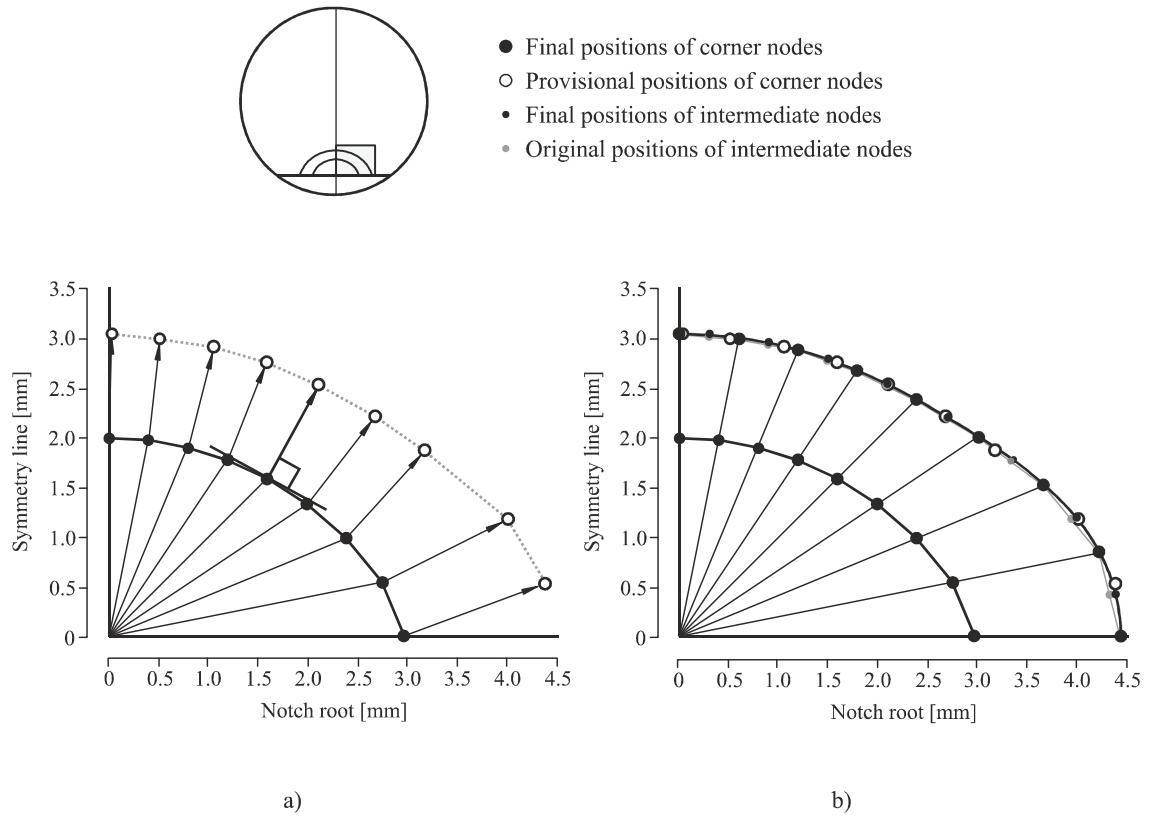 Final positions of corner nodes
Provisional positions of corner nodes
Final positions of intermediate nodes
Original positions of intermediate nodes
3.5
3.0
2.5
2.0
1.5
1.0
0.5
0
Symmetry line [mm]
0 0.5 1.0 1.5 2.0 2.5 3.0 3.5 4.0 4.5
Notch root [mm]
a)
3.5
3.0
2.5
2.0
1.5
1.0
0.5
0
Symmetry line [mm]
0 0.5 1.0 1.5 2.0 2.5 3.0 3.5 4.0 4.5
Notch root [mm]
b)